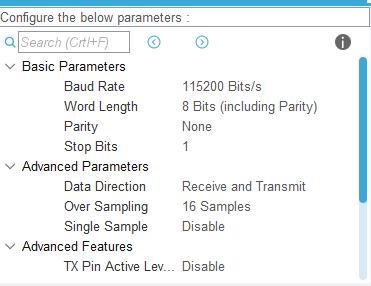 Configure the below parameters :
Search (Crtl+F)
Basic Parameters
Baud Rate 115200 Bits/s
Word Length 8 Bits (including Parity)
Parity None
Stop Bits 1
Advanced Parameters
Data Direction Receive and Transmit
Over Sampling 16 Samples
Single Sample Disable
Advanced Features
TX Pin Active Lev... Disable